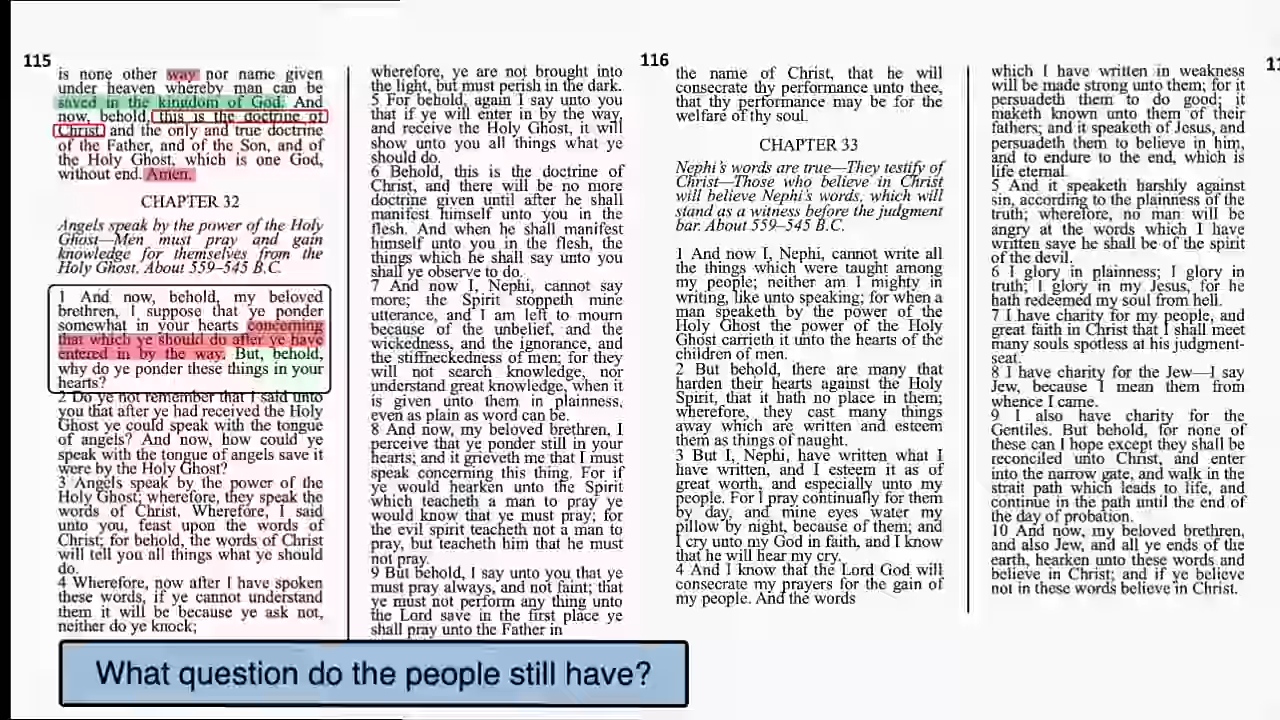 115
is none other way nor name given
under heaven whereby man can be
saved in the kingdom of God. And
now, behold, this is the doctrine of
Christ, and the only and true doctrine
of the Father, and of the Son, and of
the Holy Ghost, which is one God,
without end. Amen.
CHAPTER 32
Angels speak by the power of the Holy
Ghost—Men must pray and gain
knowledge for themselves from the
Holy Ghost. About 559–545 B.C.
1 And now, behold, my beloved
brethren, I suppose that ye ponder
somewhat in your hearts concerning
that which ye should do after ye have
entered in by the way. But, behold,
why do ye ponder these things in your
hearts?
2 Do ye not remember that I said unto
you that after ye had received the Holy
Ghost ye could speak with the tongue
of angels? And now, how could ye
speak with the tongue of angels save it
were by the Holy Ghost?
3 Angels speak by the power of the
Holy Ghost; wherefore, they speak the
words of Christ. Wherefore, I said
unto you, feast upon the words of
Christ; for behold, the words of Christ
will tell you all things what ye should
do.
4 Wherefore, now after I have spoken
these words, if ye cannot understand
them it will be because ye ask not,
neither do ye knock;
wherefore, ye are not brought into
the light, but must perish in the dark.
5 For behold, again I say unto you
that if ye will enter in by the way,
and receive the Holy Ghost, it will
show unto you all things what ye
should do.
6 Behold, this is the doctrine of
Christ, and there will be no more
doctrine given until after he shall
manifest himself unto you in the
flesh. And when he shall manifest
himself unto you in the flesh, the
things which he shall say unto you
shall ye observe to do.
7 And now I, Nephi, cannot say
more; the Spirit stoppeth mine
utterance, and I am left to mourn
because of the unbelief, and the
wickedness, and the ignorance, and
the stiffneckedness of men; for they
will not search knowledge, nor
understand great knowledge, when it
is given unto them in plainness,
even as plain as word can be.
8 And now, my beloved brethren, I
perceive that ye ponder still in your
hearts; and it grieveth me that I must
speak concerning this thing. For if
ye would hearken unto the Spirit
which teacheth a man to pray ye
would know that ye must pray; for
the evil spirit teacheth not a man to
pray, but teacheth him that he must
not pray.
9 But behold, I say unto you that ye
must pray always, and not faint; that
ye must not perform any thing unto
the Lord save in the first place ye
shall pray unto the Father in
116
the name of Christ, that he will
consecrate thy performance unto thee,
that thy performance may be for the
welfare of thy soul.
CHAPTER 33
Nephi's words are true—They testify of
Christ—Those who believe in Christ
will believe Nephi's words, which will
stand as a witness before the judgment
bar. About 559–545 B.C.
1 And now I, Nephi, cannot write all
the things which were taught among
my people; neither am I mighty in
writing, like unto speaking; for when a
man speaketh by the power of the
Holy Ghost the power of the Holy
Ghost carrieth it unto the hearts of the
children of men.
2 But behold, there are many that
harden their hearts against the Holy
Spirit, that it hath no place in them;
wherefore, they cast many things
away which are written and esteem
them as things of naught.
3 But I, Nephi, have written what I
have written, and I esteem it as of
great worth, and especially unto my
people. For I pray continually for them
by day, and mine eyes water my
pillow by night, because of them; and
I cry unto my God in faith, and I know
that he will hear my cry.
4 And I know that the Lord God will
consecrate my prayers for the gain of
my people. And the words
which I have written in weakness
will be made strong unto them; for it
persuadeth them to do good; it
maketh known unto them of their
fathers; and it speaketh of Jesus, and
persuadeth them to believe in him,
and to endure to the end, which is
life eternal.
5 And it speaketh harshly against
sin, according to the plainness of the
truth; wherefore, no man will be
angry at the words which I have
written save he shall be of the spirit
of the devil.
6 I glory in plainness; I glory in
truth; I glory in my Jesus, for he
hath redeemed my soul from hell.
7 I have charity for my people, and
great faith in Christ that I shall meet
many souls spotless at his judgment-
seat.
8 I have charity for the Jew—I say
Jew, because I mean them from
whence I came.
9 I also have charity for the
Gentiles. But behold, for none of
these can I hope except they shall be
reconciled unto Christ, and enter
into the narrow gate, and walk in the
strait path which leads to life, and
continue in the path until the end of
the day of probation.
10 And now, my beloved brethren,
and also Jew, and all ye ends of the
earth, hearken unto these words and
believe in Christ; and if ye believe
not in these words believe in Christ.
What question do the people still have?